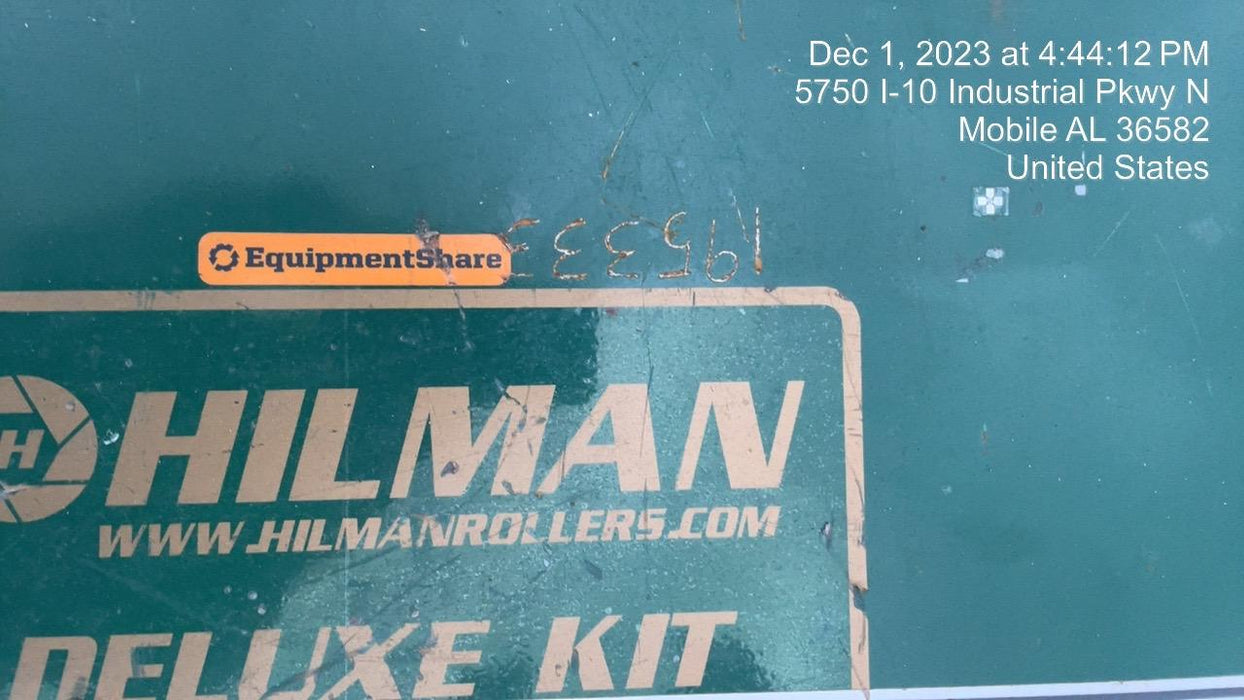 Dec 1, 2023 at 4:44:12 PM
5750 I-10 Industrial Pkwy N
Mobile AL 36582
United States
EquipmentShare
H HILMAN
WWW.HILMANROLLERS.COM
DELUXE KIT